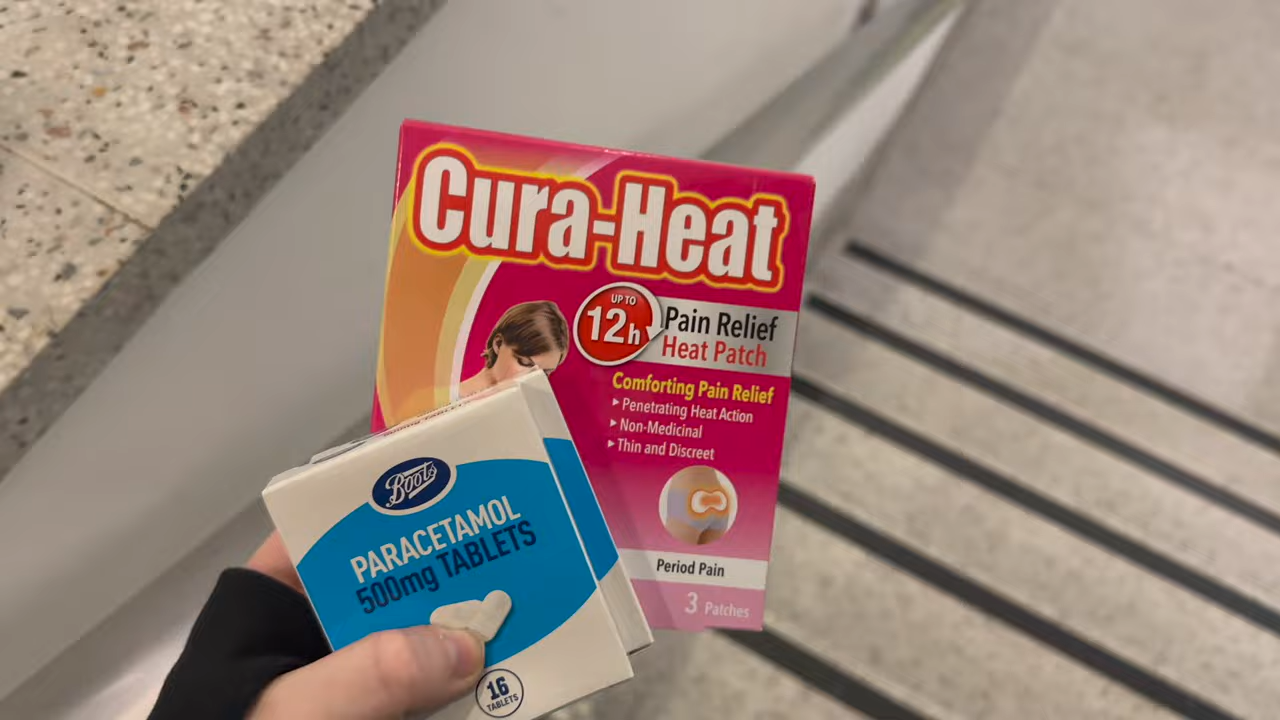 Cura-Heat
UP TO
12h
Pain Relief
Heat Patch
Comforting Pain Relief
Penetrating Heat Action
Non-Medicinal
Thin and Discreet
Period Pain
3 Patches
Boots
PARACETAMOL
500mg TABLETS
16
TABLETS